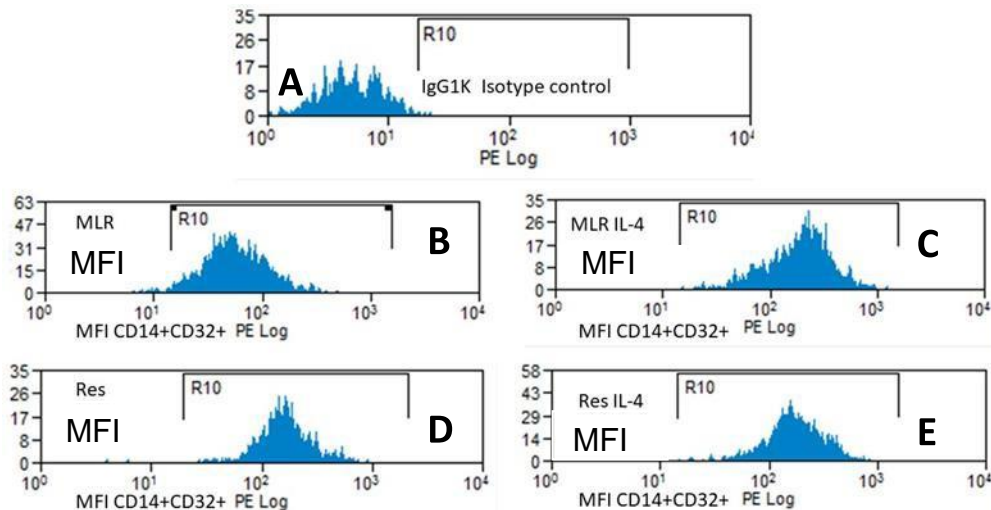 35
26
17
8
0
R10
A
IgG1K Isotype control
10⁰ 10¹ 10² 10³ 10⁴
PE Log
63
47
31
15
0
MLR
R10
MFI
B
10⁰ 10¹ 10² 10³ 10⁴
MFI CD14+CD32+ PE Log
35
26
17
8
0
MLR IL-4
R10
MFI
C
10⁰ 10¹ 10² 10³ 10⁴
MFI CD14+CD32+ PE Log
35
26
17
8
0
Res
R10
MFI
D
10⁰ 10¹ 10² 10³ 10⁴
MFI CD14+CD32+ PE Log
58
43
29
14
0
Res IL-4
R10
MFI
E
10⁰ 10¹ 10² 10³ 10⁴
MFI CD14+CD32+ PE Log